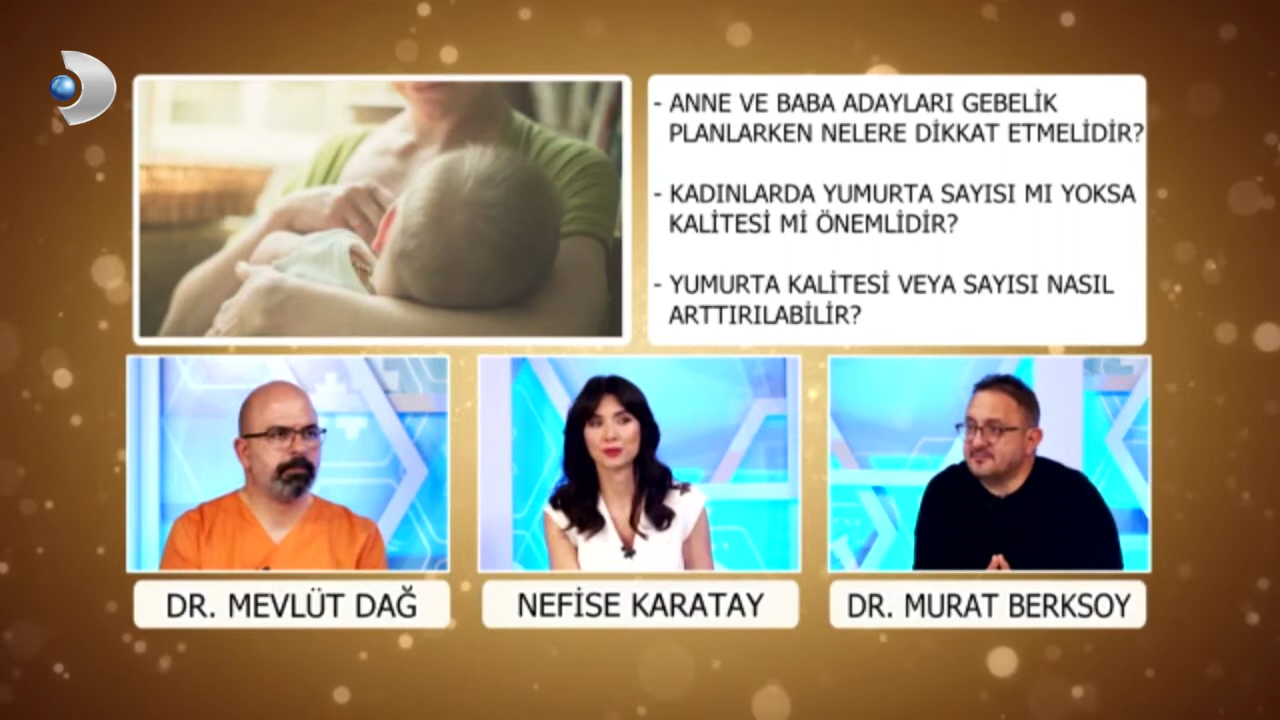 - ANNE VE BABA ADAYLARI GEBELİK
PLANLARKEN NELERE DİKKAT ETMELİDİR?
- KADINLARDA YUMURTA SAYISI MI YOKSA
KALİTESİ Mİ ÖNEMLİDİR?
- YUMURTA KALİTESİ VEYA SAYISI NASIL
ARTTIRILABİLİR?
DR. MEVLÜT DAĞ
NEFİSE KARATAY
DR. MURAT BERKSOY